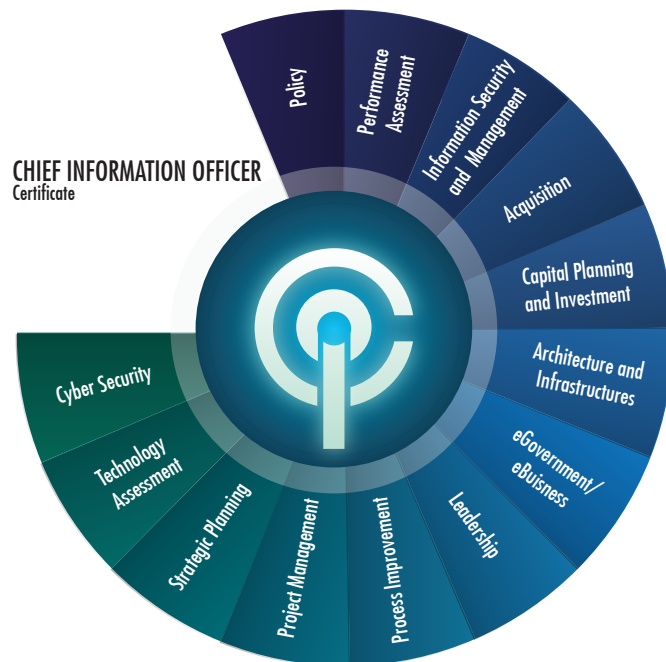 CHIEF INFORMATION OFFICER
Certificate
Policy
Performance
Assessment
Information Security
and Management
Acquisition
Capital Planning
and Investment
Architecture and
Infrastructures
eGovernment/
eBuisness
Leadership
Process Improvement
Project Management
Strategic Planning
Technology
Assessment
Cyber Security